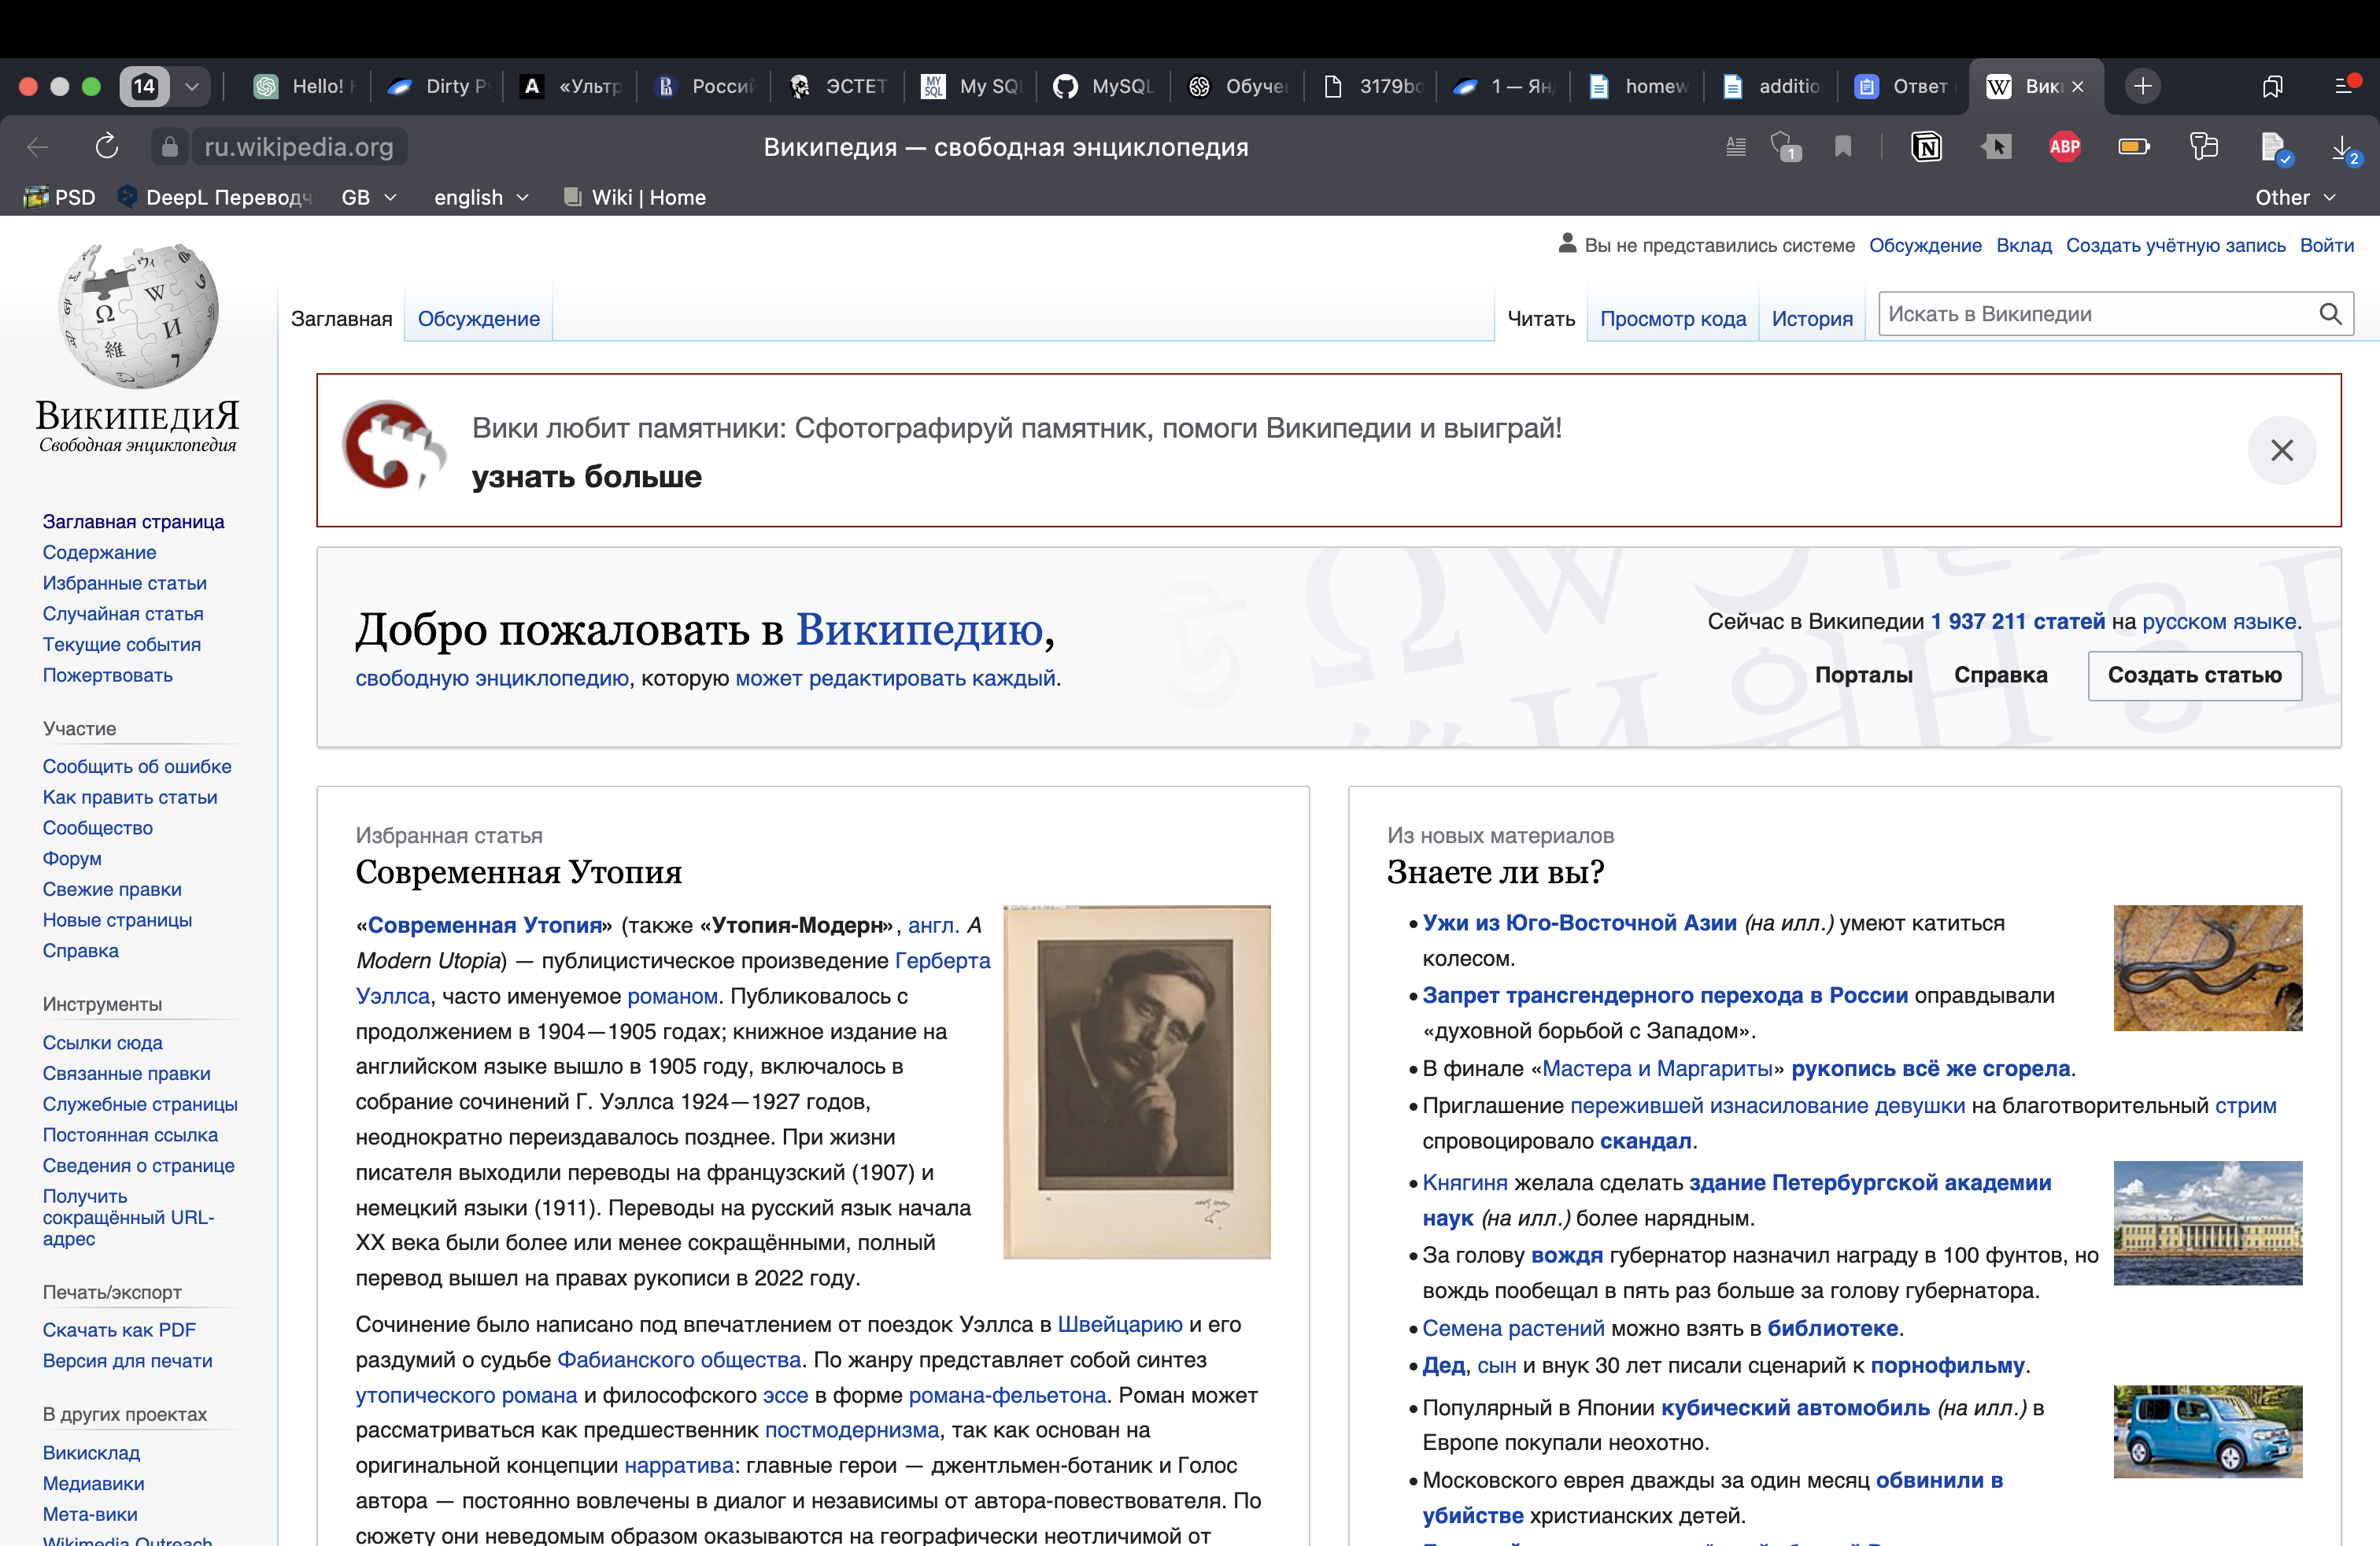 14
Hello!
Dirty P
«Ультр
Россий
ЭСТЕТ
My SQL
MySQL
Обучен
3179bc
1 — Ян
homew
additio
Ответ
Вики
ru.wikipedia.org
Википедия — свободная энциклопедия
1
ABP
2
PSD
DeepL Переводч
GB
english
Wiki | Home
Other
Вы не представились системе
Обсуждение
Вклад
Создать учётную запись
Войти
ВикипедиЯ
Свободная энциклопедия
Заглавная
Обсуждение
Читать
Просмотр кода
История
Искать в Википедии
Вики любит памятники: Сфотографируй памятник, помоги Википедии и выиграй!
узнать больше
Заглавная страница
Содержание
Избранные статьи
Случайная статья
Текущие события
Пожертвовать
Участие
Сообщить об ошибке
Как править статьи
Сообщество
Форум
Свежие правки
Новые страницы
Справка
Инструменты
Ссылки сюда
Связанные правки
Служебные страницы
Постоянная ссылка
Сведения о странице
Получить
сокращённый URL-
адрес
Печать/экспорт
Скачать как PDF
Версия для печати
В других проектах
Викисклад
Медиавики
Мета-вики
Wikimedia Outreach
Добро пожаловать в Википедию,
свободную энциклопедию, которую может редактировать каждый.
Сейчас в Википедии 1 937 211 статей на русском языке.
Порталы
Справка
Создать статью
Избранная статья
Современная Утопия
«Современная Утопия» (также «Утопия-Модерн», англ. A
Modern Utopia) — публицистическое произведение Герберта
Уэллса, часто именуемое романом. Публиковалось с
продолжением в 1904—1905 годах; книжное издание на
английском языке вышло в 1905 году, включалось в
собрание сочинений Г. Уэллса 1924—1927 годов,
неоднократно переиздавалось позднее. При жизни
писателя выходили переводы на французский (1907) и
немецкий языки (1911). Переводы на русский язык начала
XX века были более или менее сокращёнными, полный
перевод вышел на правах рукописи в 2022 году.
Сочинение было написано под впечатлением от поездок Уэллса в Швейцарию и его
раздумий о судьбе Фабианского общества. По жанру представляет собой синтез
утопического романа и философского эссе в форме романа-фельетона. Роман может
рассматриваться как предшественник постмодернизма, так как основан на
оригинальной концепции нарратива: главные герои — джентльмен-ботаник и Голос
автора — постоянно вовлечены в диалог и независимы от автора-повествователя. По
сюжету они неведомым образом оказываются на географически неотличимой от
Из новых материалов
Знаете ли вы?
Ужи из Юго-Восточной Азии (на илл.) умеют катиться
колесом.
Запрет трансгендерного перехода в России оправдывали
«духовной борьбой с Западом».
В финале «Мастера и Маргариты» рукопись всё же сгорела.
Приглашение пережившей изнасилование девушки на благотворительный стрим
спровоцировало скандал.
Княгиня желала сделать здание Петербургской академии
наук (на илл.) более нарядным.
За голову вождя губернатор назначил награду в 100 фунтов, но
вождь пообещал в пять раз больше за голову губернатора.
Семена растений можно взять в библиотеке.
Дед, сын и внук 30 лет писали сценарий к порнофильму.
Популярный в Японии кубический автомобиль (на илл.) в
Европе покупали неохотно.
Московского еврея дважды за один месяц обвинили в
убийстве христианских детей.